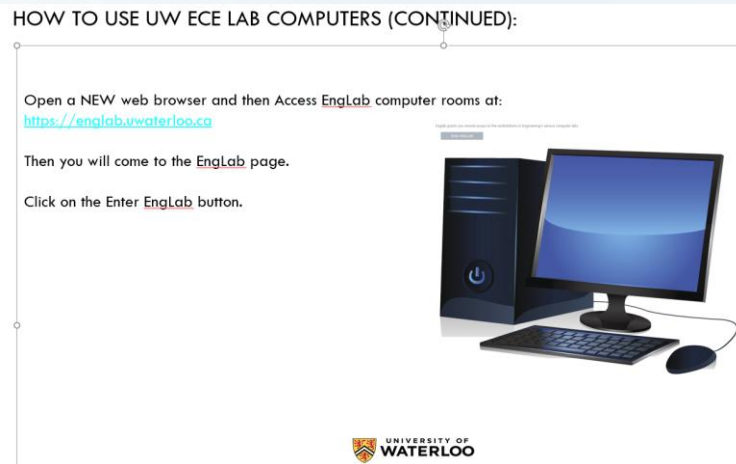 HOW TO USE UW ECE LAB COMPUTERS (CONTINUED):
Open a NEW web browser and then Access EngLab computer rooms at:
https://englab.uwaterloo.ca
Then you will come to the EngLab page.
Click on the Enter EngLab button.
UNIVERSITY OF
WATERLOO